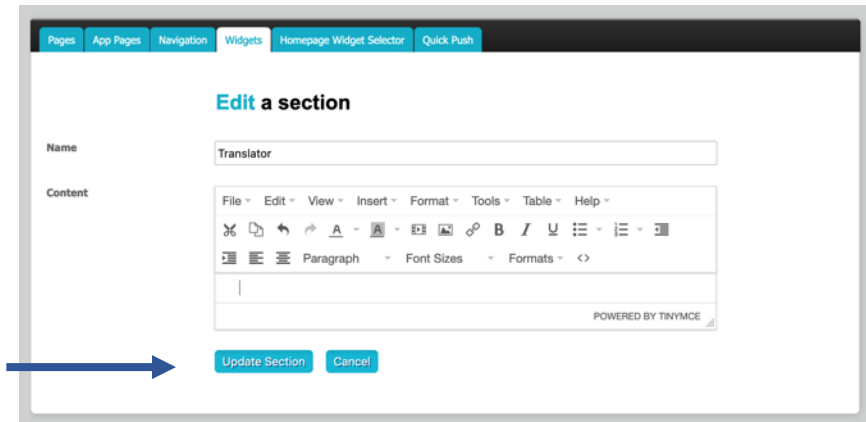 Pages App Pages Navigation Widgets Homepage Widget Selector Quick Push
Edit a section
Name
Translator
Content
File Edit View Insert Format Tools Table Help
A A B I U
Paragraph Font Sizes Formats <>
POWERED BY TINYMCE
Update Section Cancel